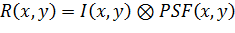 R(x, y) = I(x, y) ⊗ PSF(x, y)